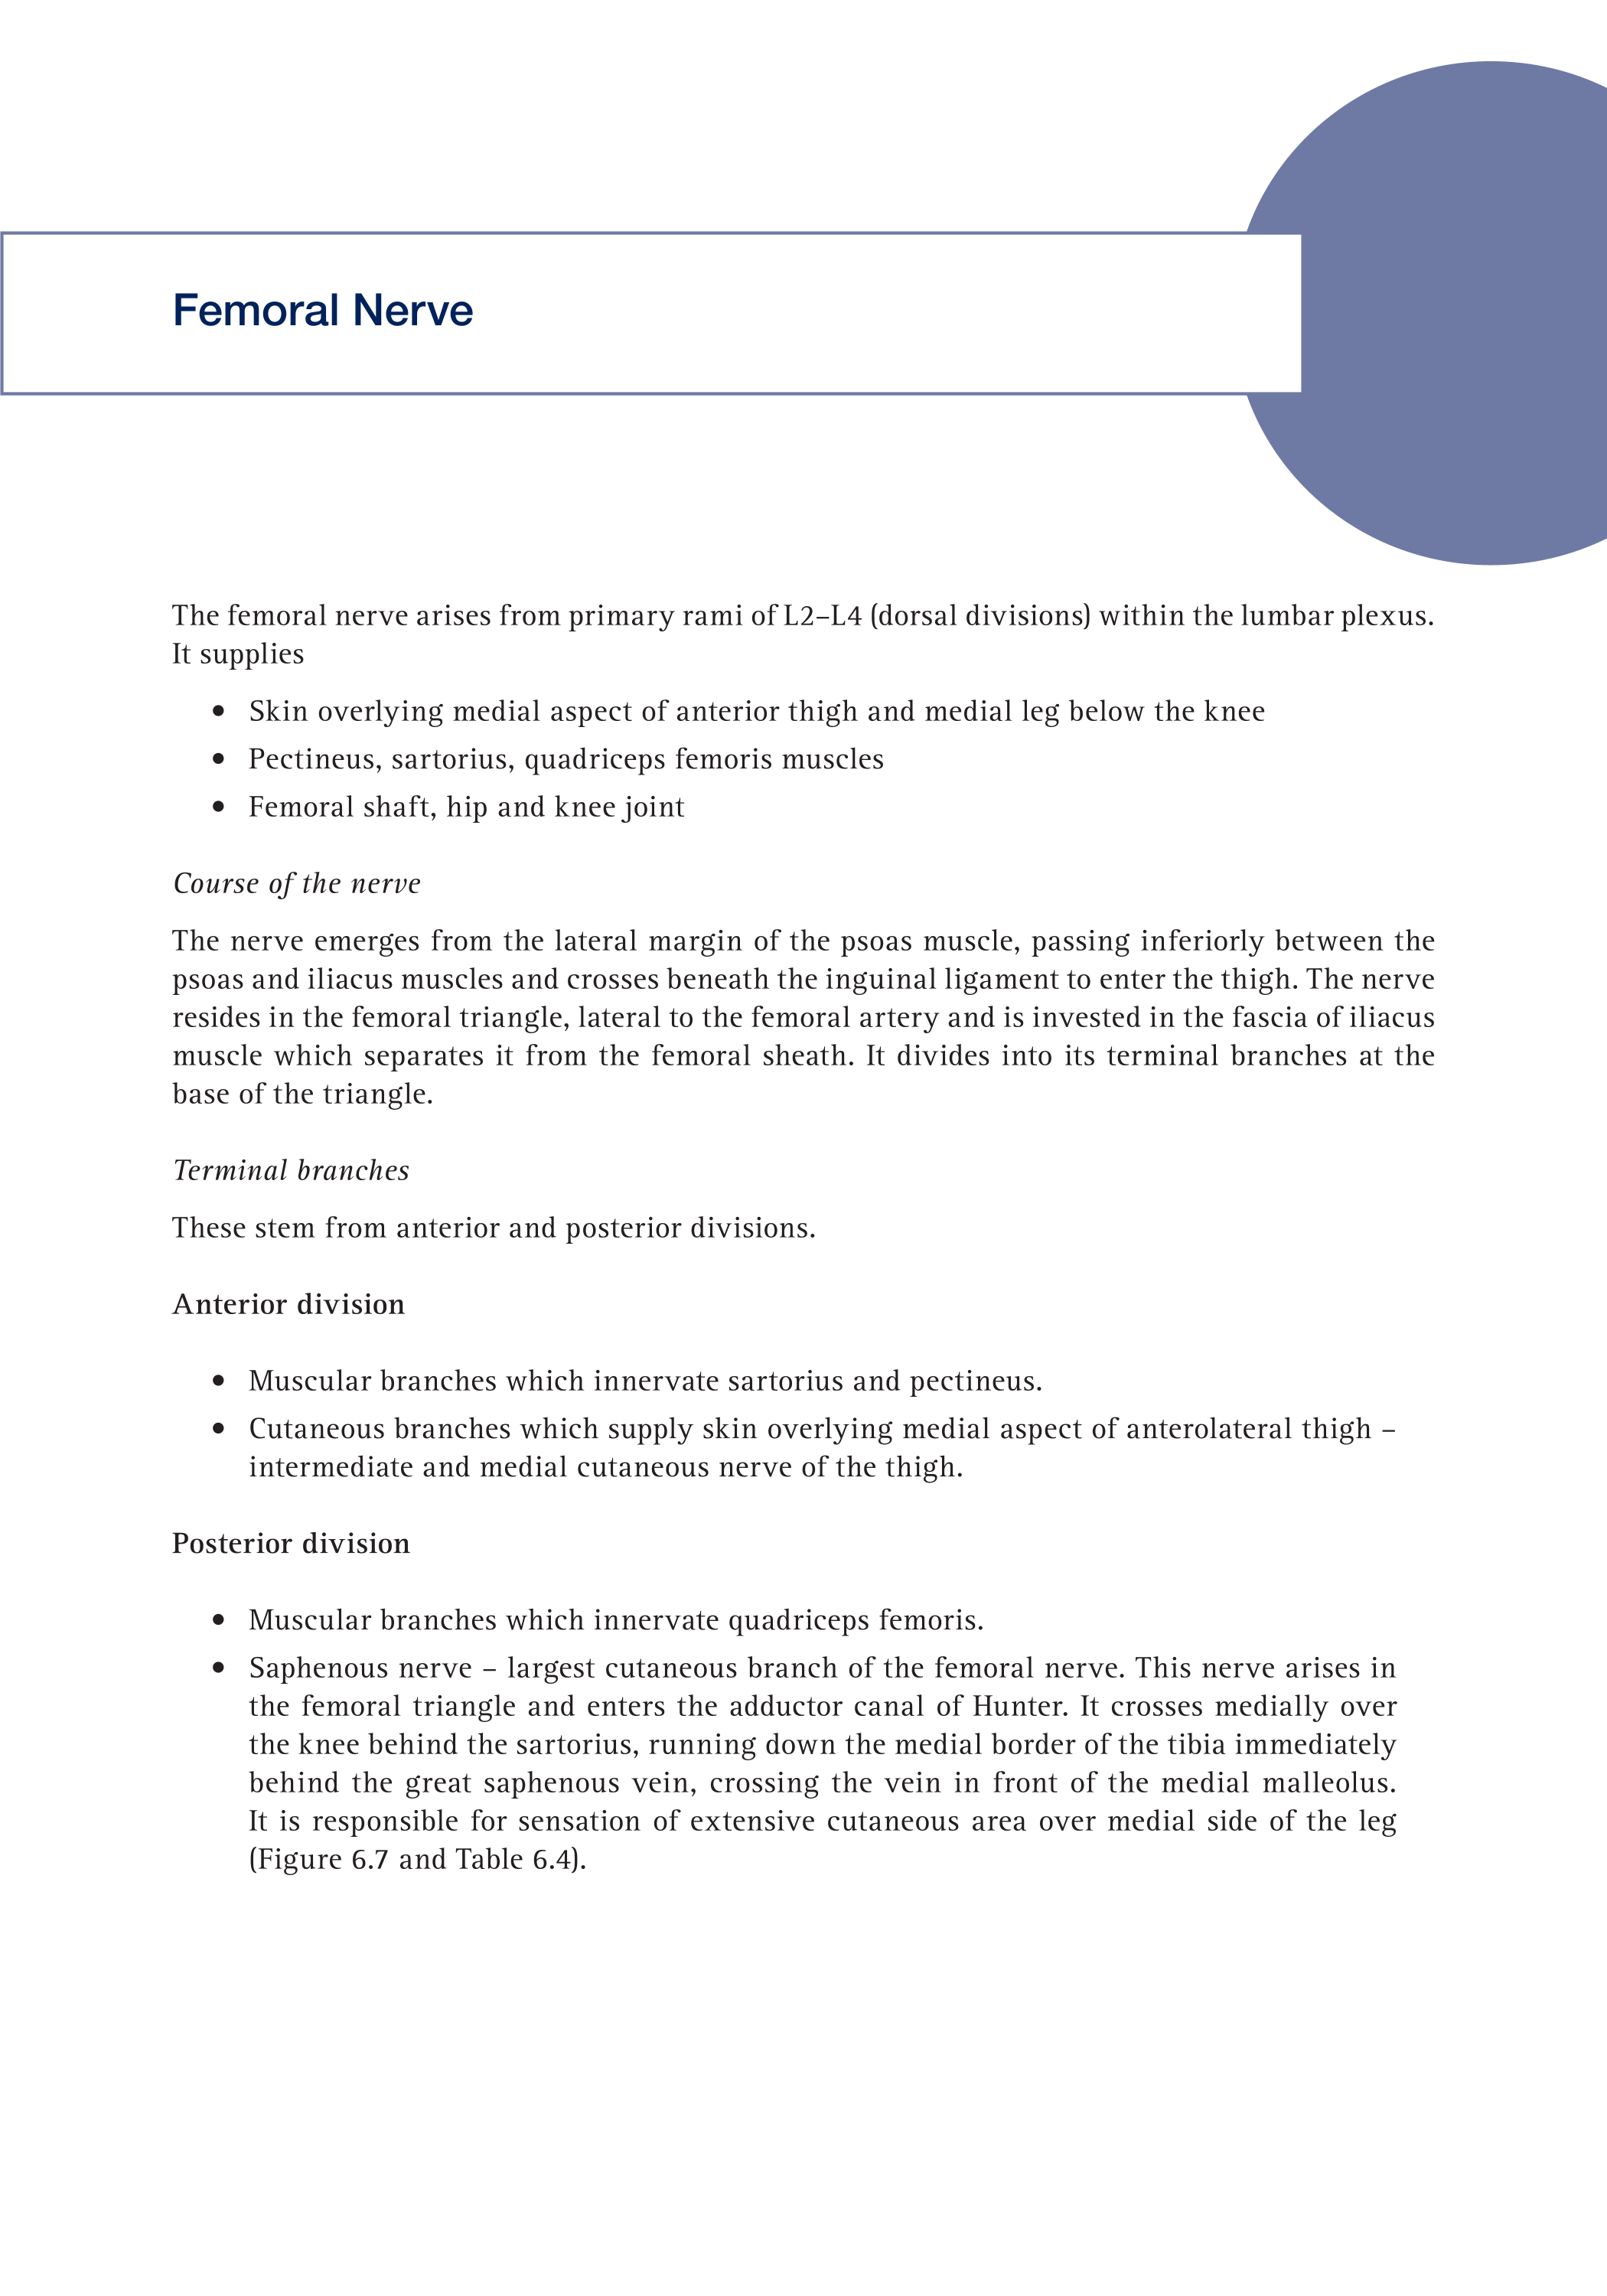 Femoral Nerve
The femoral nerve arises from primary rami of L2–L4 (dorsal divisions) within the lumbar plexus.
It supplies
• Skin overlying medial aspect of anterior thigh and medial leg below the knee
• Pectineus, sartorius, quadriceps femoris muscles
• Femoral shaft, hip and knee joint
Course of the nerve
The nerve emerges from the lateral margin of the psoas muscle, passing inferiorly between the
psoas and iliacus muscles and crosses beneath the inguinal ligament to enter the thigh. The nerve
resides in the femoral triangle, lateral to the femoral artery and is invested in the fascia of iliacus
muscle which separates it from the femoral sheath. It divides into its terminal branches at the
base of the triangle.
Terminal branches
These stem from anterior and posterior divisions.
Anterior division
• Muscular branches which innervate sartorius and pectineus.
• Cutaneous branches which supply skin overlying medial aspect of anterolateral thigh –
intermediate and medial cutaneous nerve of the thigh.
Posterior division
• Muscular branches which innervate quadriceps femoris.
• Saphenous nerve – largest cutaneous branch of the femoral nerve. This nerve arises in
the femoral triangle and enters the adductor canal of Hunter. It crosses medially over
the knee behind the sartorius, running down the medial border of the tibia immediately
behind the great saphenous vein, crossing the vein in front of the medial malleolus.
It is responsible for sensation of extensive cutaneous area over medial side of the leg
(Figure 6.7 and Table 6.4).